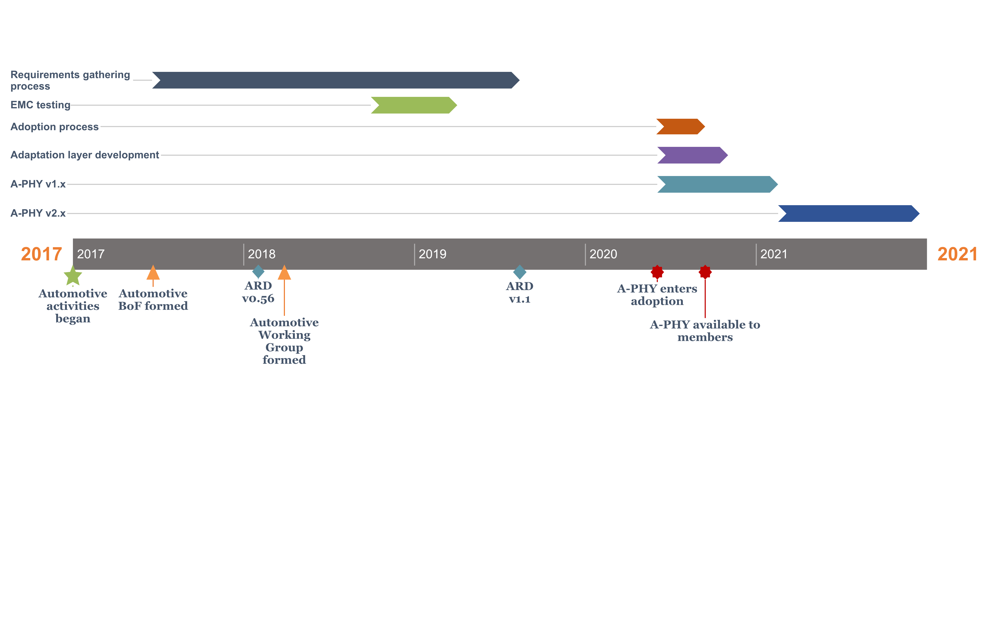 Requirements gathering
process
EMC testing
Adoption process
Adaptation layer development
A-PHY v1.x
A-PHY v2.x
2017
2017
2018
2019
2020
2021
2021
Automotive
activities
began
Automotive
BoF formed
ARD
v0.56
Automotive
Working
Group
formed
ARD
v1.1
A-PHY enters
adoption
A-PHY available to
members